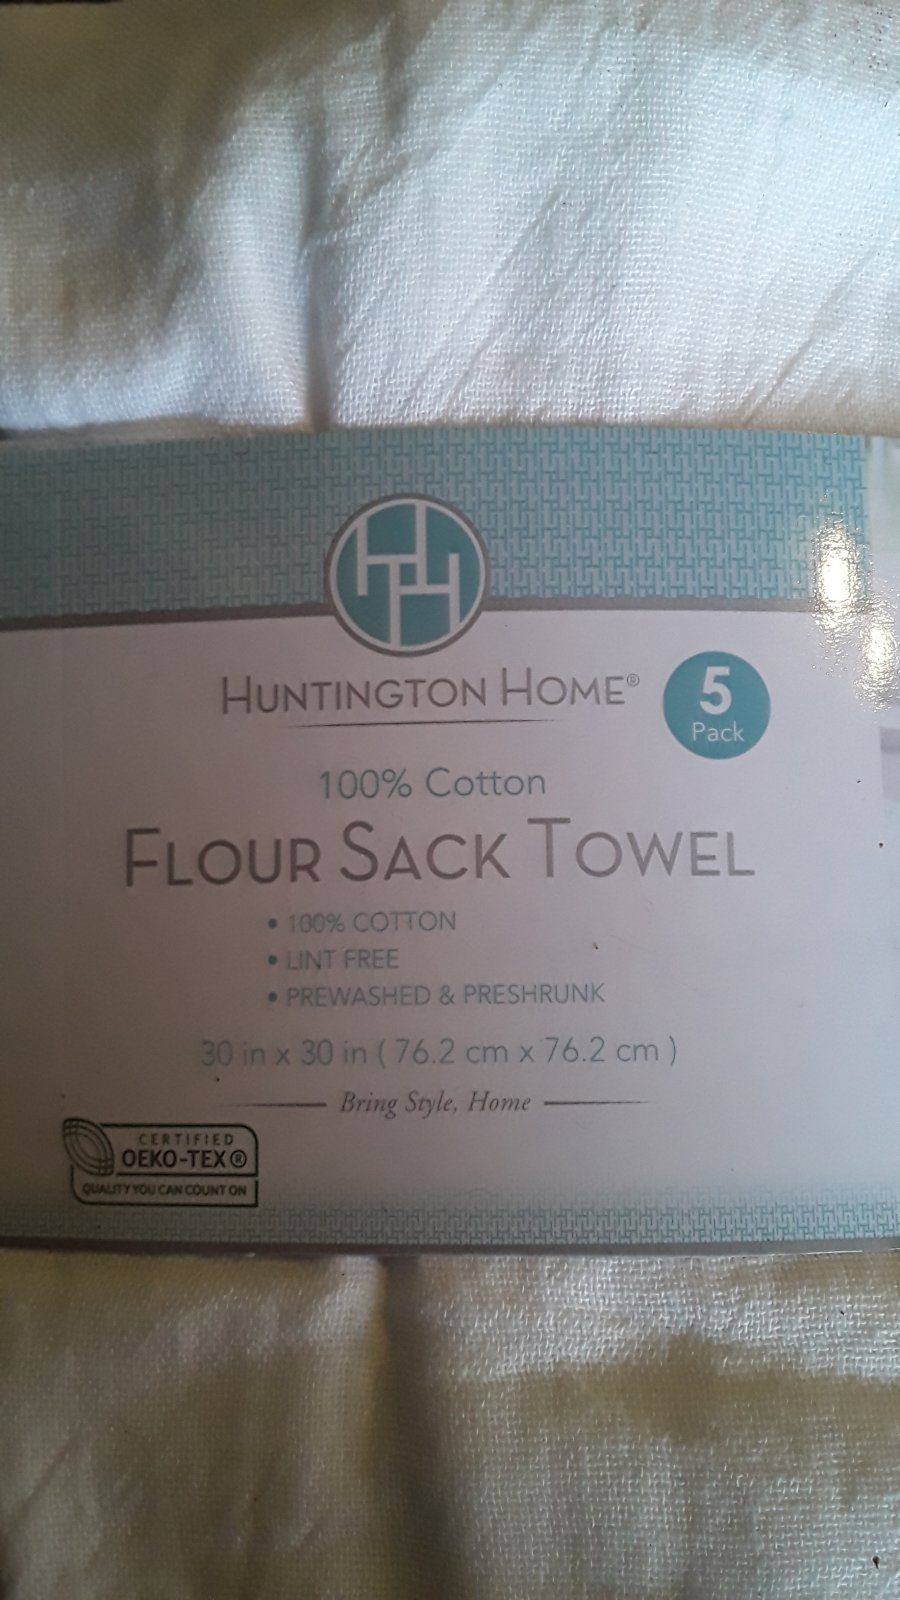 HUNTINGTON HOME®
5
Pack
100% Cotton
FLOUR SACK TOWEL
• 100% COTTON
• LINT FREE
• PREWASHED & PRESHRUNK
30 in x 30 in ( 76.2 cm x 76.2 cm )
Bring Style, Home
CERTIFIED
OEKO-TEX®
QUALITY YOU CAN COUNT ON